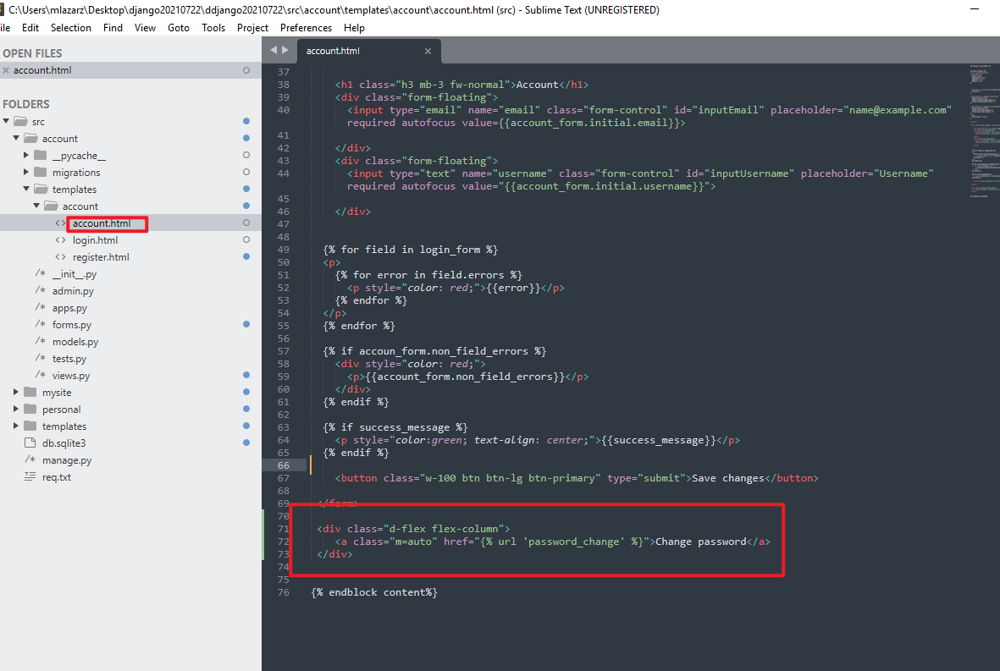 C:\Users\mlazarz\Desktop\django20210722\ddjango20210722\src\account\templates\account\account.html (src) - Sublime Text (UNREGISTERED)
ile Edit Selection Find View Goto Tools Project Preferences Help
OPEN FILES
account.html
FOLDERS
src
account
__pycache__
migrations
templates
account
account.html
login.html
register.html
/* __init__.py
/* admin.py
/* apps.py
/* forms.py
/* models.py
/* tests.py
/* views.py
mysite
personal
templates
db.sqlite3
/* manage.py
req.txt
account.html
37
38 <h1 class="h3 mb-3 fw-normal">Account</h1>
39 <div class="form-floating">
40 <input type="email" name="email" class="form-control" id="inputEmail" placeholder="name@example.com"
required autofocus value={{account_form.initial.email}}>
41
42 </div>
43 <div class="form-floating">
44 <input type="text" name="username" class="form-control" id="inputUsername" placeholder="Username"
required autofocus value="{{account_form.initial.username}}">
45
46 </div>
47
48
49 {% for field in login_form %}
50 <p>
51 {% for error in field.errors %}
52 <p style="color: red;">{{error}}</p>
53 {% endfor %}
54 </p>
55 {% endfor %}
56
57 {% if accoun_form.non_field_errors %}
58 <div style="color: red;">
59 <p>{{account_form.non_field_errors}}</p>
60 </div>
61 {% endif %}
62
63 {% if success_message %}
64 <p style="color:green; text-align: center;">{{success_message}}</p>
65 {% endif %}
66
67 <button class="w-100 btn btn-lg btn-primary" type="submit">Save changes</button>
68
69 </form>
70
71 <div class="d-flex flex-column">
72 <a class="m=auto" href="{% url 'password_change' %}">Change password</a>
73 </div>
74
75
76 {% endblock content%}